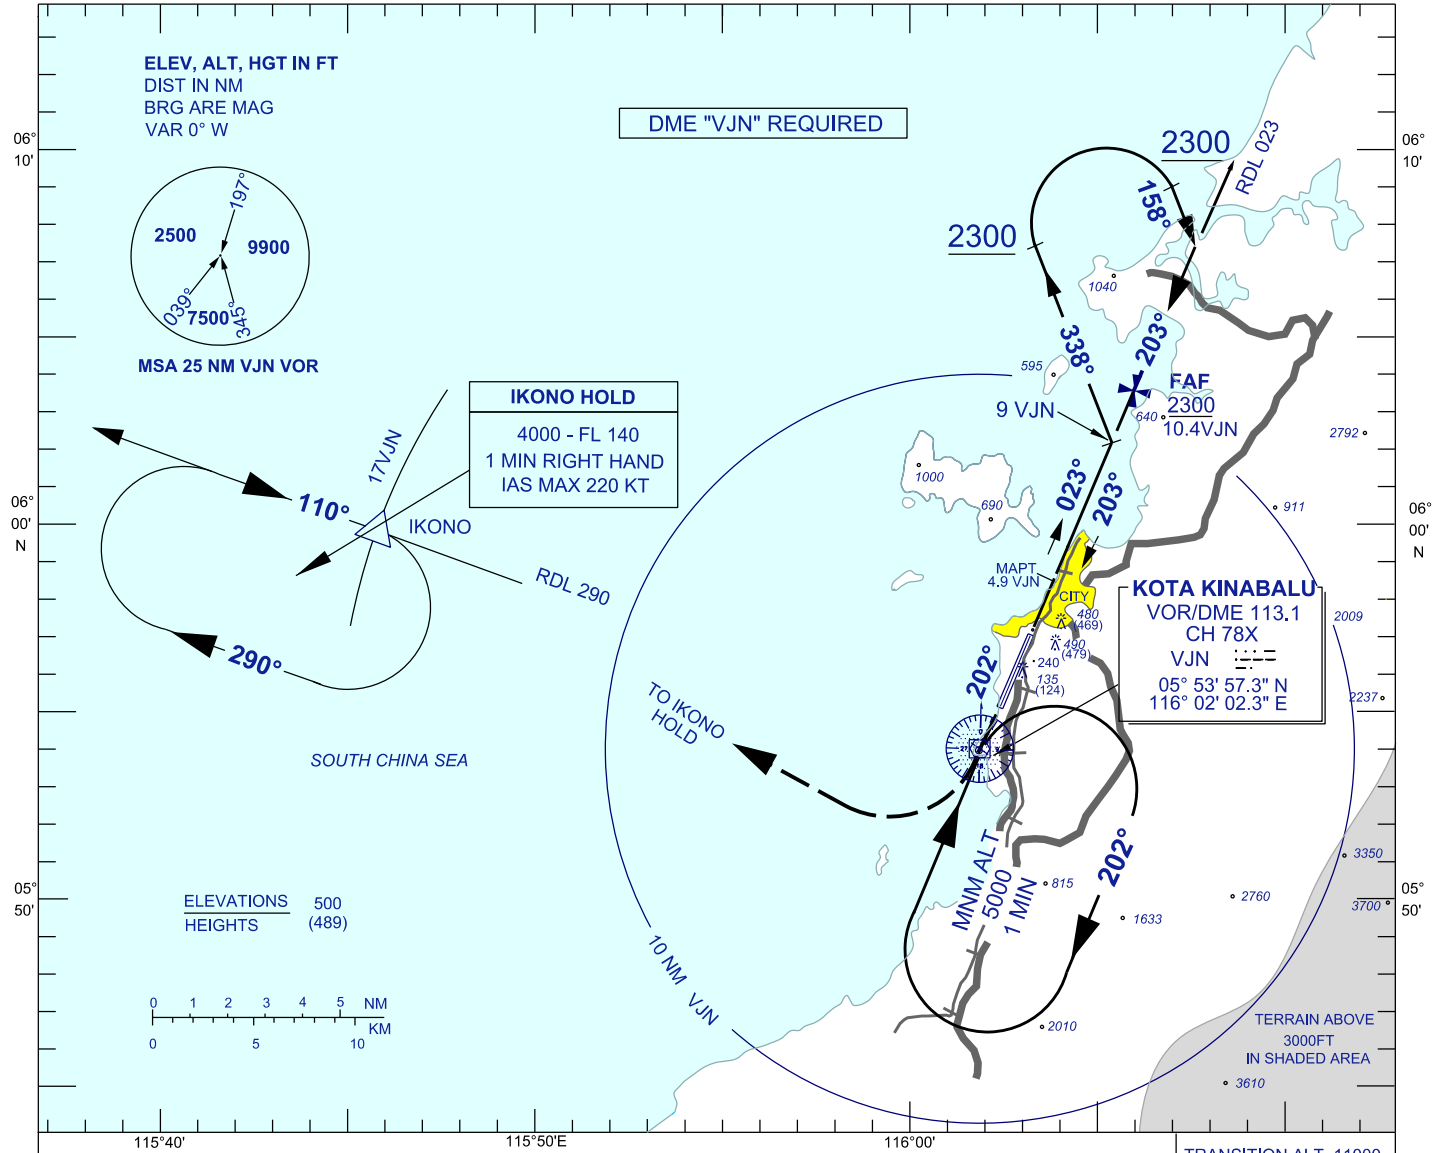 ELEV, ALT, HGT IN FT
DIST IN NM
BRG ARE MAG
VAR 0° W
DME "VJN" REQUIRED
06°
10'
06°
10'
197°
2500
9900
039°
7500
345°
MSA 25 NM VJN VOR
2300
RDL 023
158°
2300
1040
338°
203°
595
FAF
2300
10.4VJN
640
9 VJN
2792
IKONO HOLD
4000 - FL 140
1 MIN RIGHT HAND
IAS MAX 220 KT
17VJN
110°
IKONO
RDL 290
290°
06°
00'
N
06°
00'
N
1000
690
023°
203°
911
MAPT
4.9 VJN
CITY
480
(469)
490
(479)
240
135
(124)
KOTA KINABALU
VOR/DME 113.1
CH 78X
VJN
05° 53' 57.3" N
116° 02' 02.3" E
2009
2237
202°
TO IKONO
HOLD
SOUTH CHINA SEA
202°
MNM ALT
5000
1 MIN
815
1633
2760
3350
3700
05°
50'
05°
50'
ELEVATIONS 500
HEIGHTS (489)
10 NM VJN
2010
0 1 2 3 4 5 NM
KM
0 5 10
TERRAIN ABOVE
3000FT
IN SHADED AREA
3610
115°40'
115°50'E
116°00'
TRANSITION ALT 11000